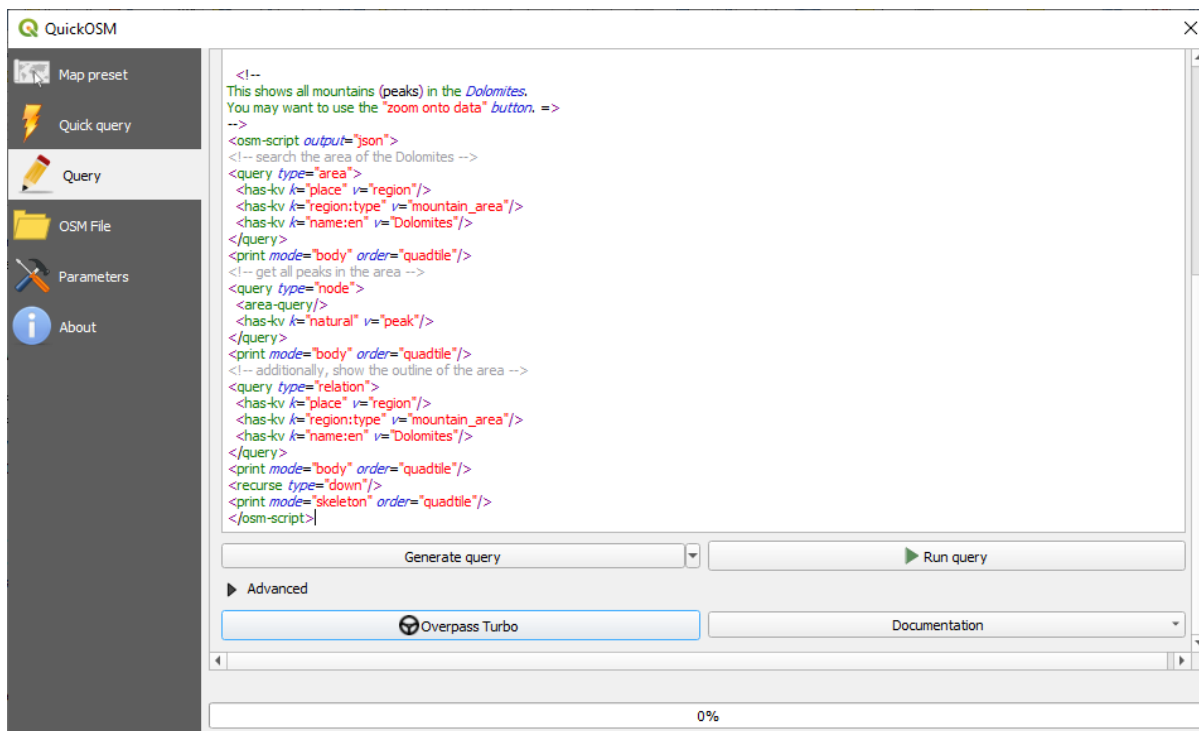 QuickOSM
Map preset
Quick query
Query
OSM File
Parameters
About
<!--
This shows all mountains (peaks) in the Dolomites.
You may want to use the "zoom onto data" button. =>
-->
<osm-script output="json">
<!-- search the area of the Dolomites -->
<query type="area">
<has-kv k="place" v="region"/>
<has-kv k="region:type" v="mountain_area"/>
<has-kv k="name:en" v="Dolomites"/>
</query>
<print mode="body" order="quadtile"/>
<!-- get all peaks in the area -->
<query type="node">
<area-query/>
<has-kv k="natural" v="peak"/>
</query>
<print mode="body" order="quadtile"/>
<!-- additionally, show the outline of the area -->
<query type="relation">
<has-kv k="place" v="region"/>
<has-kv k="region:type" v="mountain_area"/>
<has-kv k="name:en" v="Dolomites"/>
</query>
<print mode="body" order="quadtile"/>
<recurse type="down"/>
<print mode="skeleton" order="quadtile"/>
</osm-script>
Generate query
Run query
Advanced
Overpass Turbo
Documentation
0%